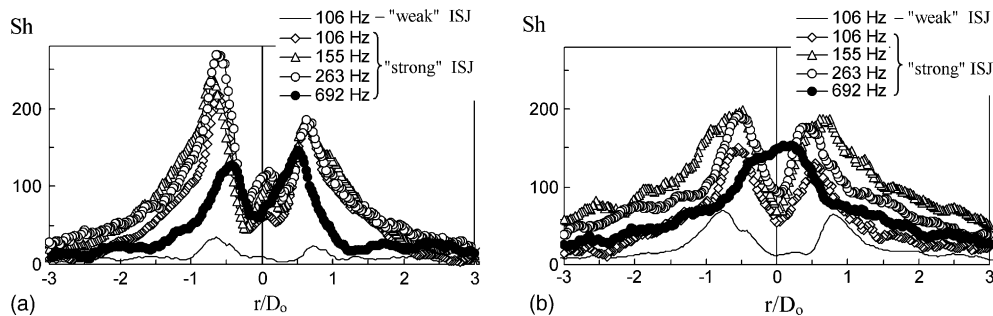 Sh
106 Hz – "weak" ISJ
106 Hz
155 Hz
263 Hz
692 Hz
"strong" ISJ
200
100
0
-3 -2 -1 0 1 2 3
r/Do
(a)
Sh
106 Hz – "weak" ISJ
106 Hz
155 Hz
263 Hz
692 Hz
"strong" ISJ
200
100
0
-3 -2 -1 0 1 2 3
r/Do
(b)